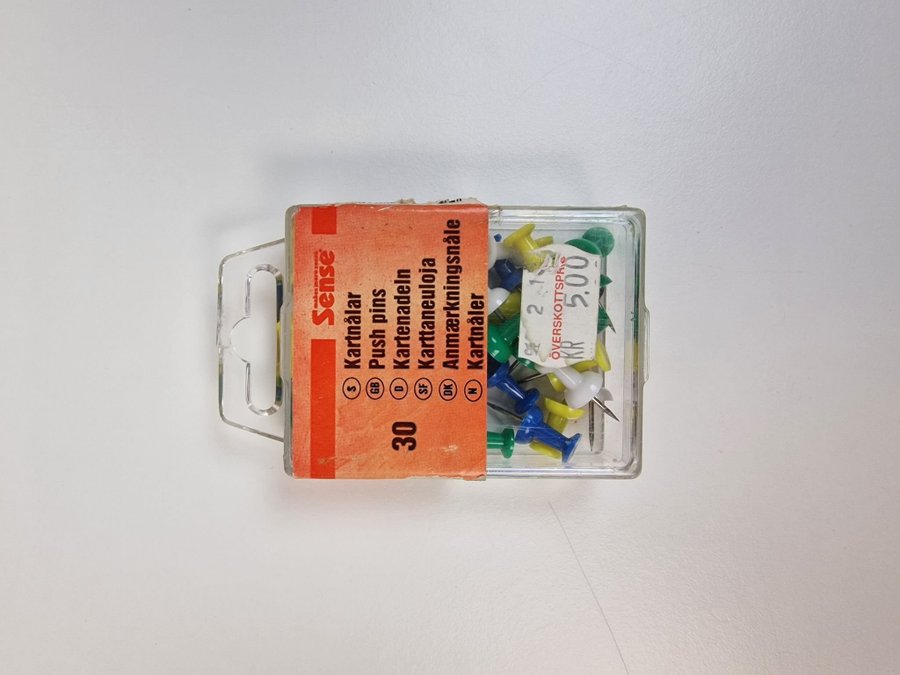 Sense
S Kartnålar
GB Push pins
D Kartenadeln
SF Karttaneuloja
DK Anmærkningsnåle
N Kartnåler
30
ÖVERSKOTTSPRIS
KR 5.00